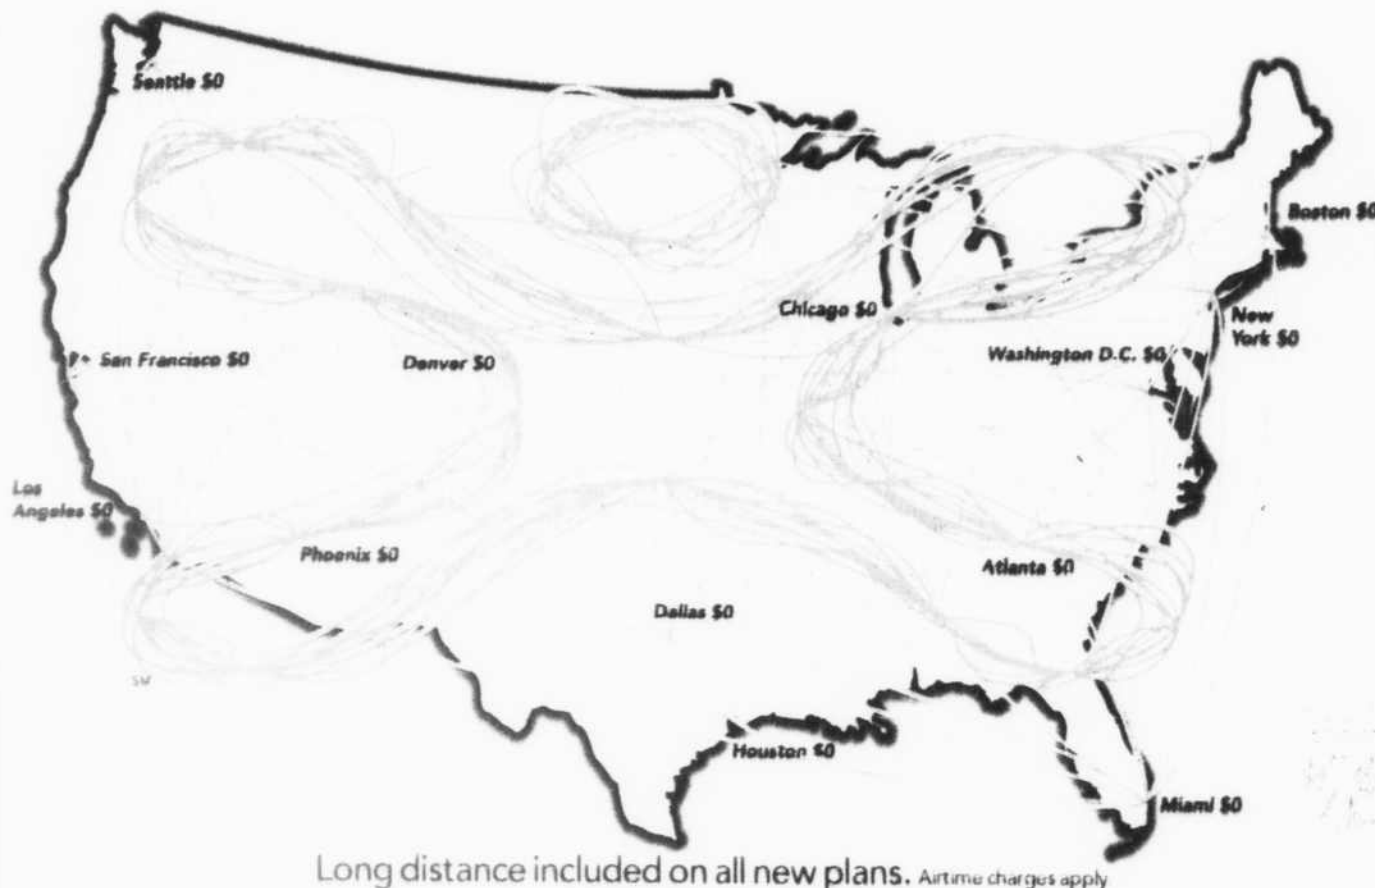 Seattle $0
Boston $0
Chicago $0
New
York $0
San Francisco $0
Denver $0
Washington D.C. $0
Los
Angeles $0
Phoenix $0
Atlanta $0
Dallas $0
SM
Houston $0
Miami $0
Long distance included on all new plans. Airtime charges apply